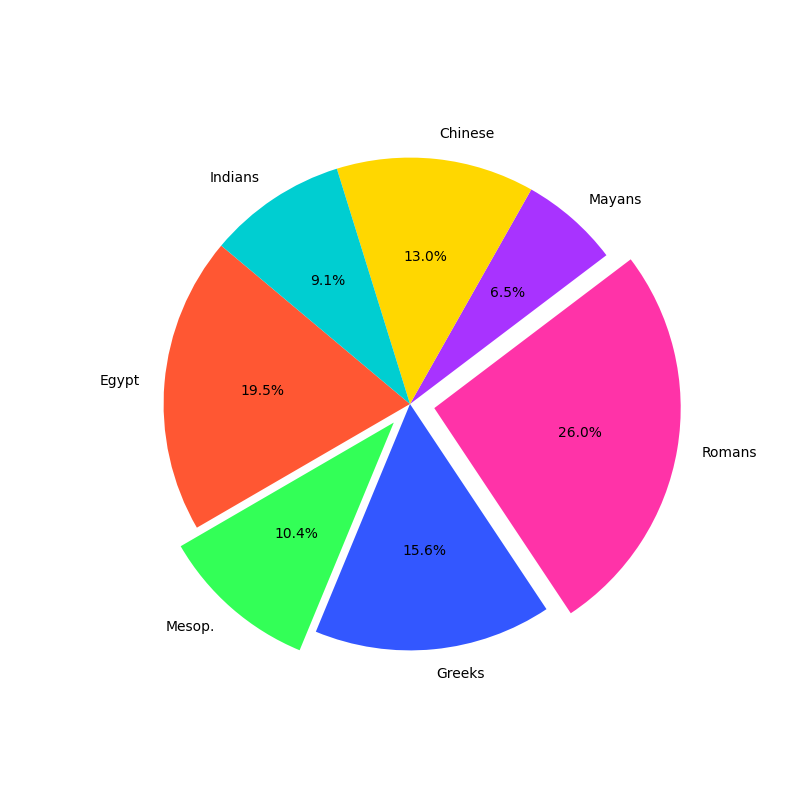 Chinese
Indians
Mayans
13.0%
9.1%
6.5%
Egypt
19.5%
26.0%
Romans
10.4%
15.6%
Mesop.
Greeks